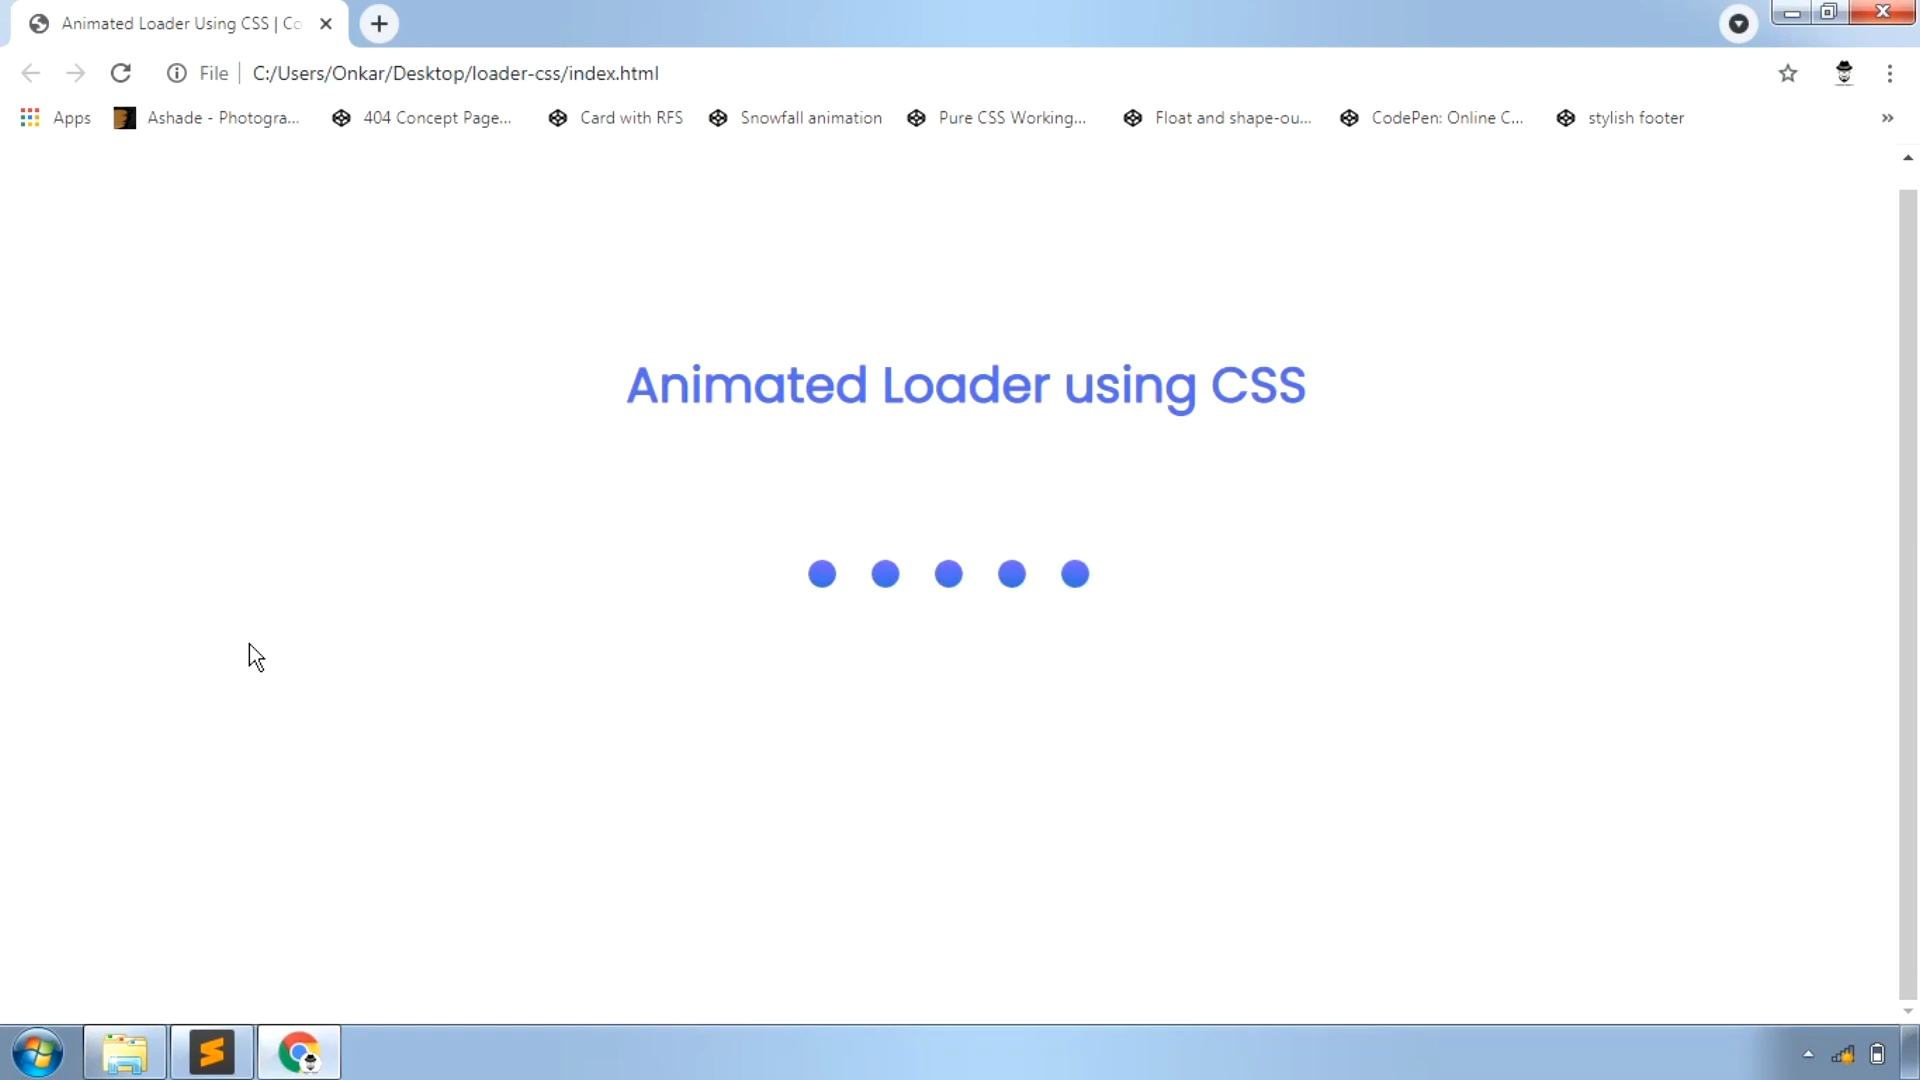 Animated Loader Using CSS | Co
File
C:/Users/Onkar/Desktop/loader-css/index.html
Apps
Ashade - Photogra...
404 Concept Page...
Card with RFS
Snowfall animation
Pure CSS Working...
Float and shape-ou...
CodePen: Online C...
stylish footer
Animated Loader using CSS